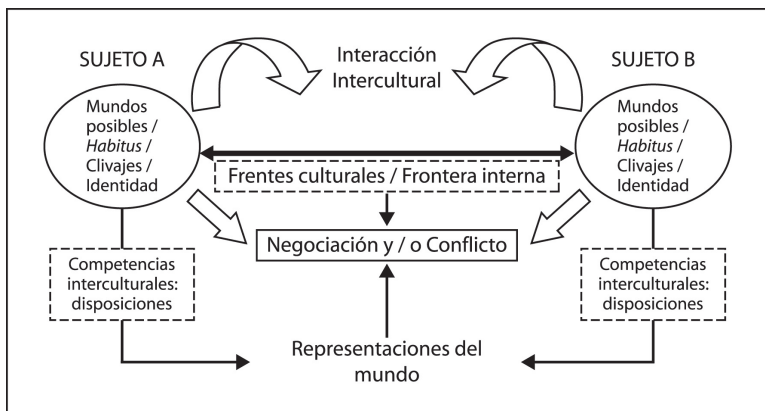 SUJETO A
Interacción
Intercultural
SUJETO B
Mundos
posibles /
Habitus /
Clivajes /
Identidad
Mundos
posibles /
Habitus /
Clivajes /
Identidad
Frentes culturales / Frontera interna
Negociación y / o Conflicto
Competencias
interculturales:
disposiciones
Competencias
interculturales:
disposiciones
Representaciones del
mundo